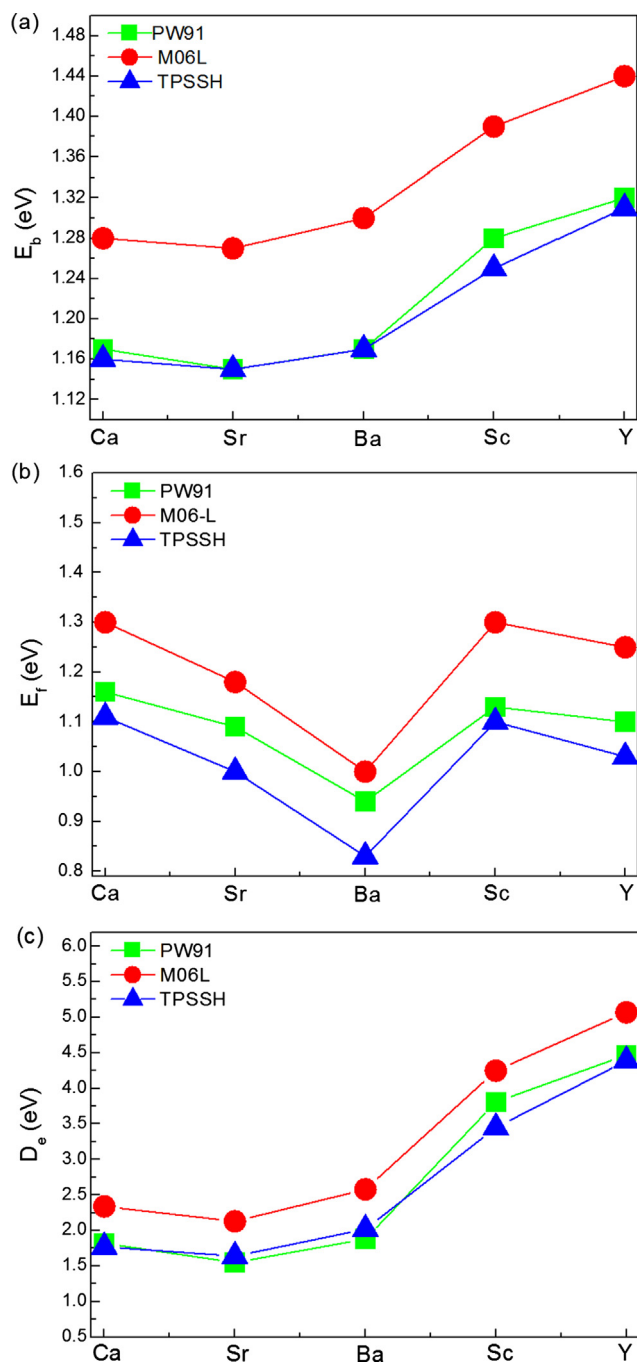 (a)
PW91
M06L
TPSSH
1.48
1.44
1.40
1.36
1.32
1.28
1.24
1.20
1.16
1.12
E_b (eV)
Ca Sr Ba Sc Y
(b)
PW91
M06-L
TPSSH
1.6
1.5
1.4
1.3
1.2
1.1
1.0
0.9
0.8
E_f (eV)
Ca Sr Ba Sc Y
(c)
PW91
M06L
TPSSH
6.0
5.5
5.0
4.5
4.0
3.5
3.0
2.5
2.0
1.5
1.0
0.5
D_e (eV)
Ca Sr Ba Sc Y